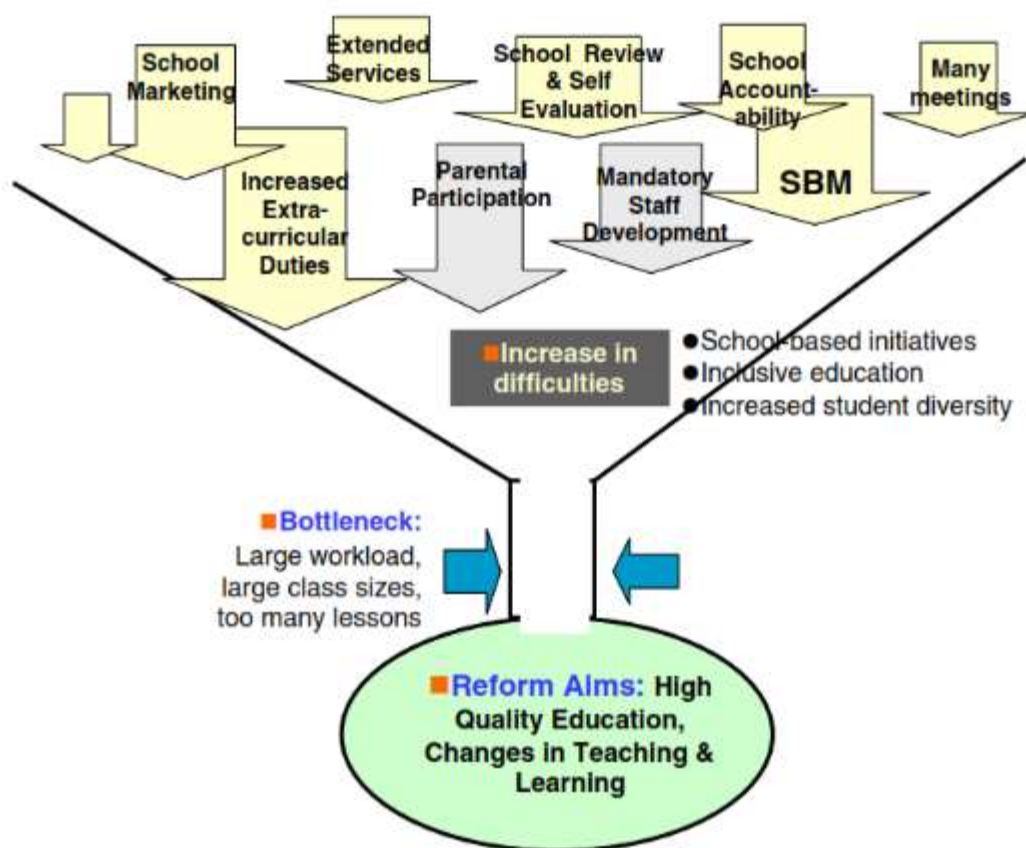 School
Marketing
Extended
Services
School Review
& Self
Evaluation
School
Account-
ability
Many
meetings
Increased
Extra-
curricular
Duties
Parental
Participation
Mandatory
Staff
Development
SBM
Increase in
difficulties
●School-based initiatives
●Inclusive education
●Increased student diversity
Bottleneck:
Large workload,
large class sizes,
too many lessons
Reform Aims: High
Quality Education,
Changes in Teaching &
Learning